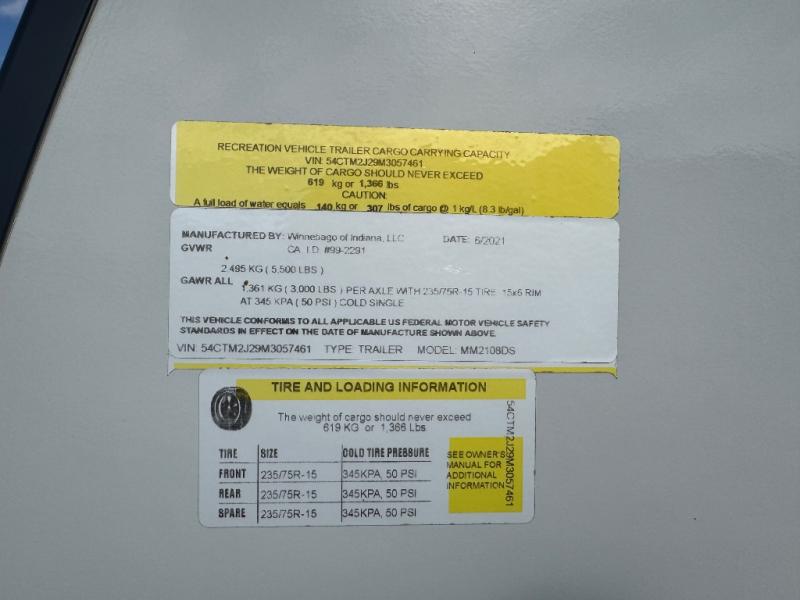 RECREATION VEHICLE TRAILER CARGO CARRYING CAPACITY
VIN: 54CTM2J29M3057461
THE WEIGHT OF CARGO SHOULD NEVER EXCEED
619 kg or 1,366 lbs
CAUTION:
A full load of water equals 140 kg or 307 lbs of cargo @ 1 kg/L (8.3 lb/gal)
MANUFACTURED BY: Winnebago of Indiana, LLC DATE: 6/2021
GVWR CA. I.D. #99-2291
2,495 KG ( 5,500 LBS )
GAWR ALL
1,361 KG ( 3,000 LBS ) PER AXLE WITH 235/75R-15 TIRE 15x6 RIM
AT 345 KPA ( 50 PSI ) COLD SINGLE
THIS VEHICLE CONFORMS TO ALL APPLICABLE US FEDERAL MOTOR VEHICLE SAFETY
STANDARDS IN EFFECT ON THE DATE OF MANUFACTURE SHOWN ABOVE.
VIN: 54CTM2J29M3057461 TYPE: TRAILER MODEL: MM2108DS
TIRE AND LOADING INFORMATION
The weight of cargo should never exceed
619 KG or 1,366 Lbs
TIRE SIZE COLD TIRE PRESSURE
FRONT 235/75R-15 345KPA, 50 PSI
REAR 235/75R-15 345KPA, 50 PSI
SPARE 235/75R-15 345KPA, 50 PSI
SEE OWNER'S
MANUAL FOR
ADDITIONAL
INFORMATION
54CTM2J29M3057461